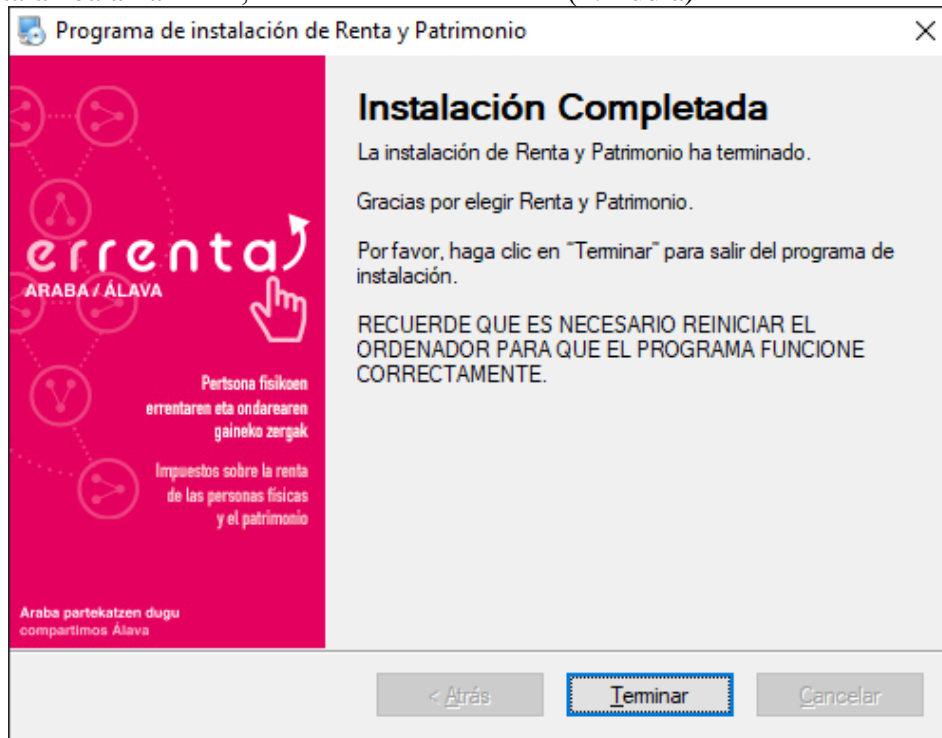 Programa de instalación de Renta y Patrimonio
errenta
ARABA / ÁLAVA
Pertsona fisikoen
errentaren eta ondarearen
gaineko zergak
Impuestos sobre la renta
de las personas físicas
y el patrimonio
Araba partekatzen dugu
compartimos Álava
Instalación Completada
La instalación de Renta y Patrimonio ha terminado.
Gracias por elegir Renta y Patrimonio.
Por favor, haga clic en "Terminar" para salir del programa de
instalación.
RECUERDE QUE ES NECESARIO REINICIAR EL
ORDENADOR PARA QUE EL PROGRAMA FUNCIONE
CORRECTAMENTE.
< Atrás
Terminar
Cancelar